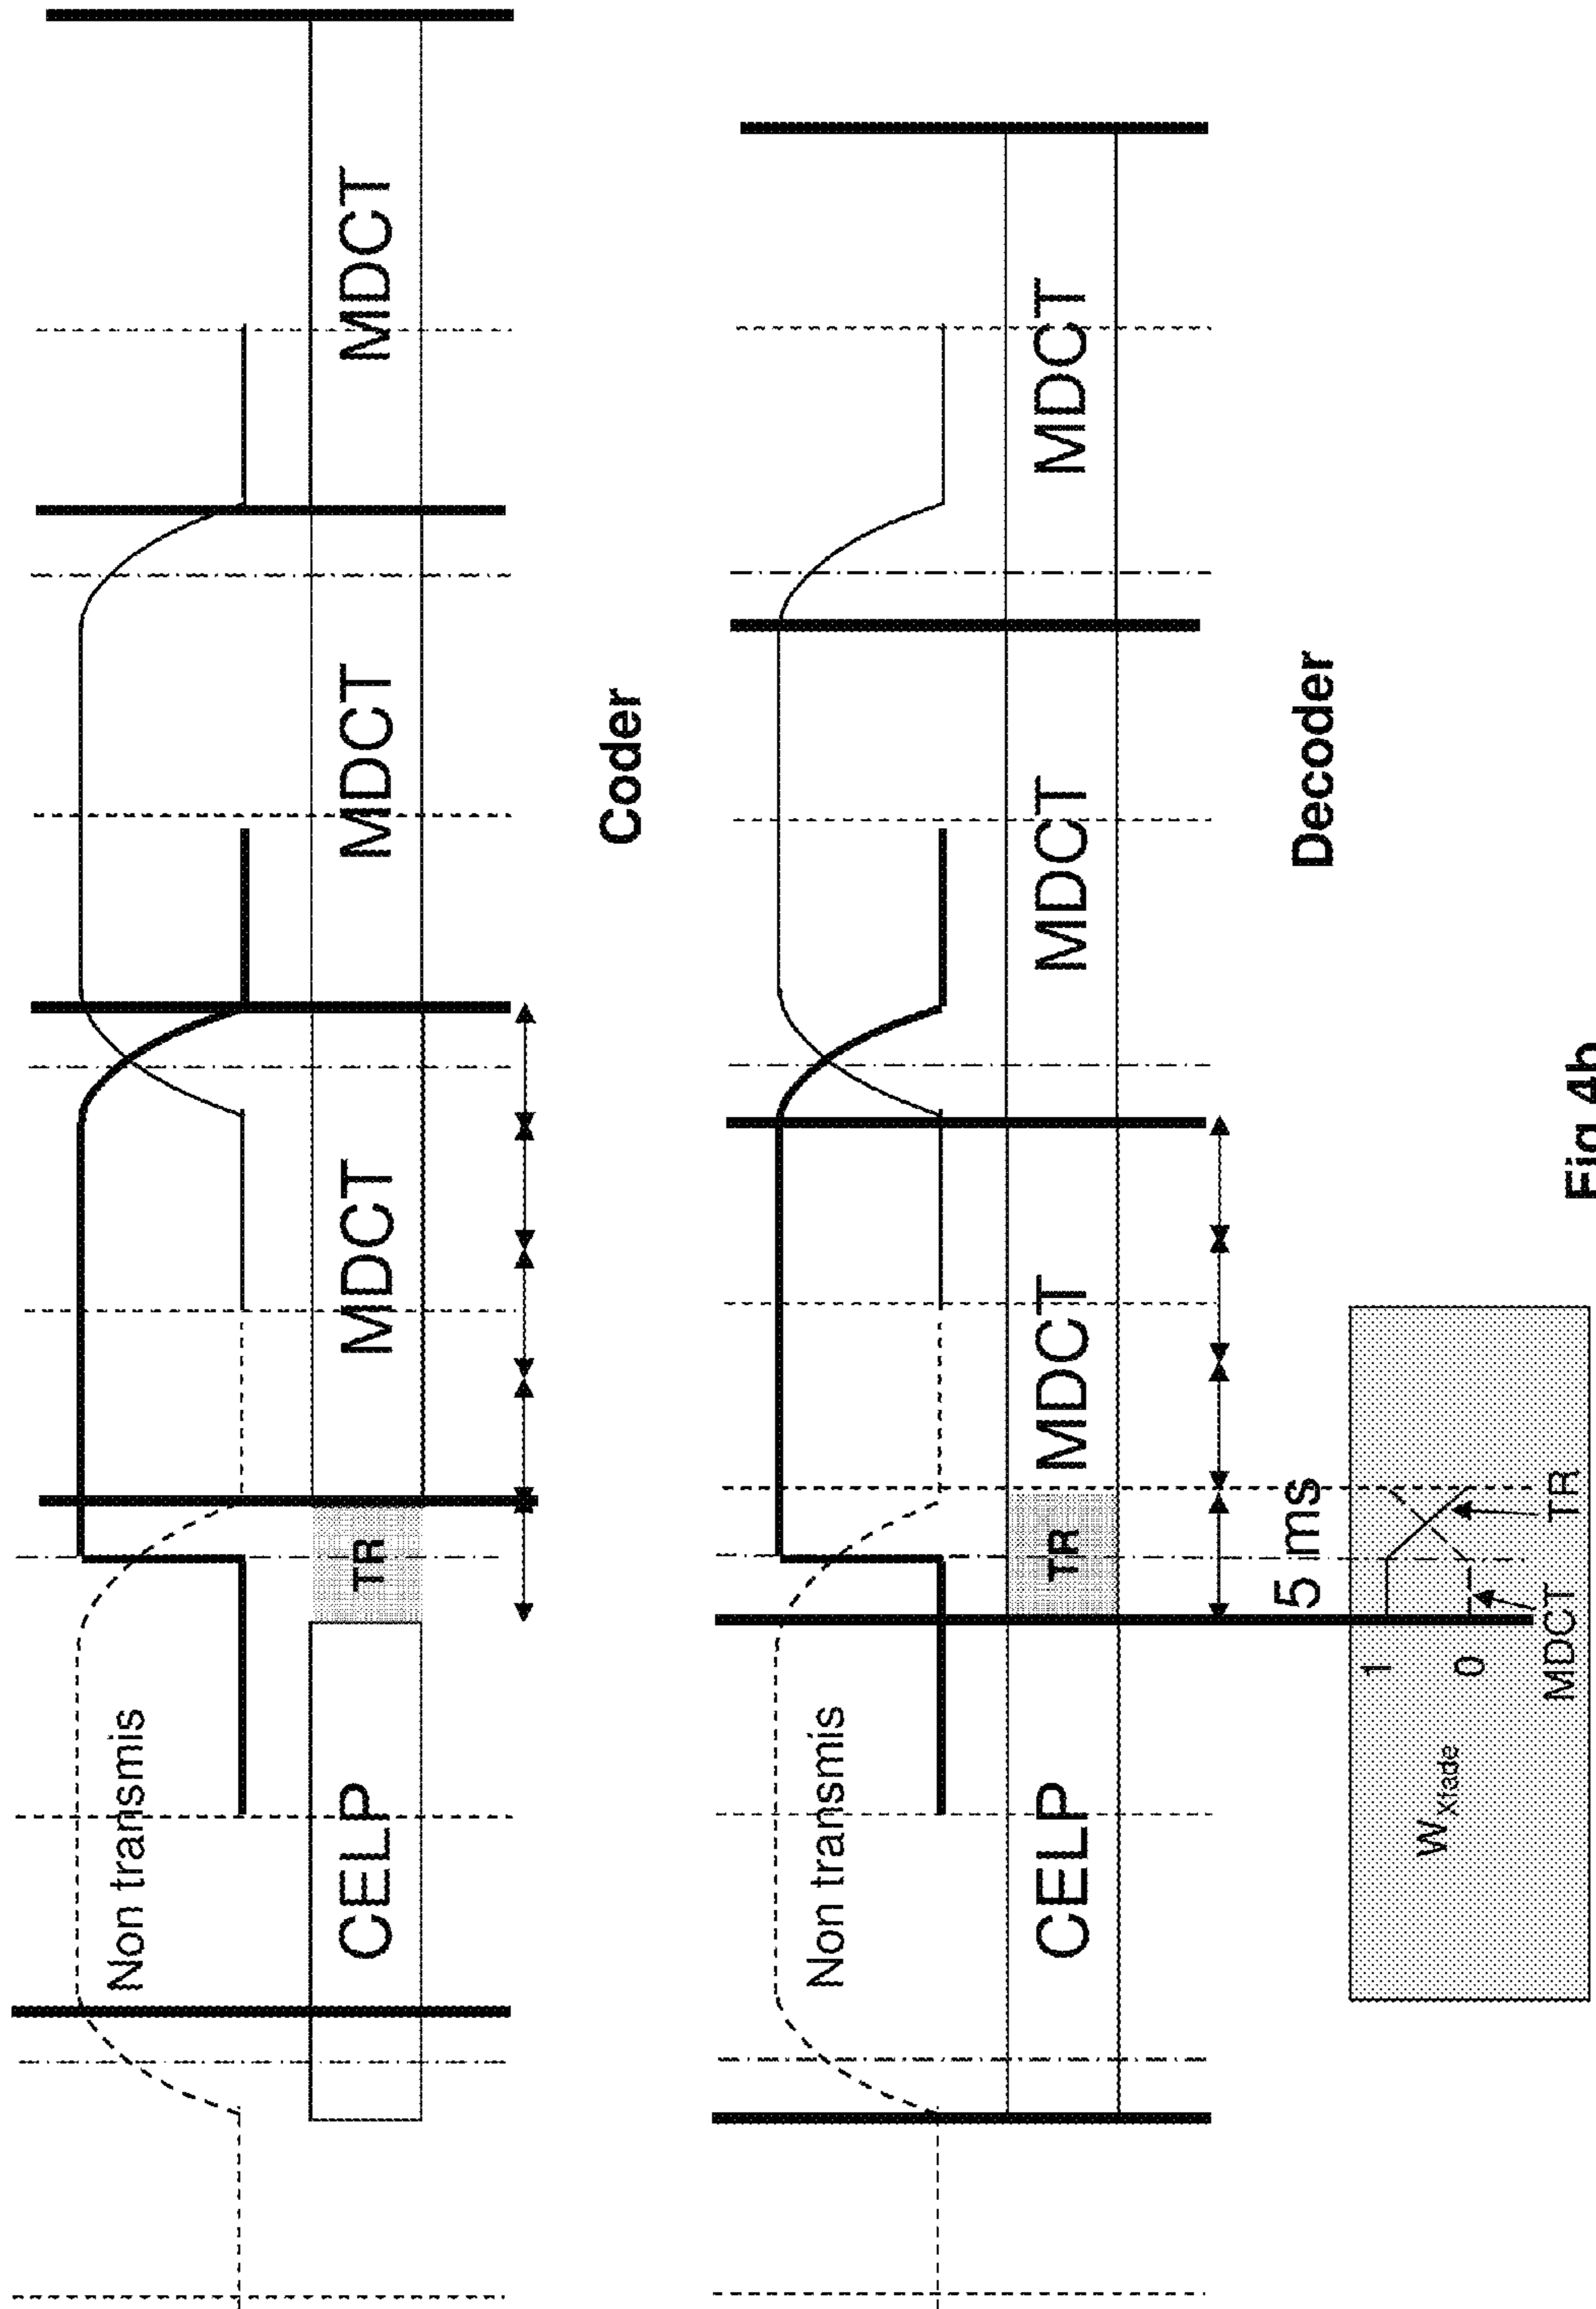 Non transmis
CELP
TR
MDCT
MDCT
MDCT
Coder
Non transmis
CELP
TR
MDCT
MDCT
MDCT
5 ms
Decoder
WXfade
1
0
MDCT
TR
Fig.4b